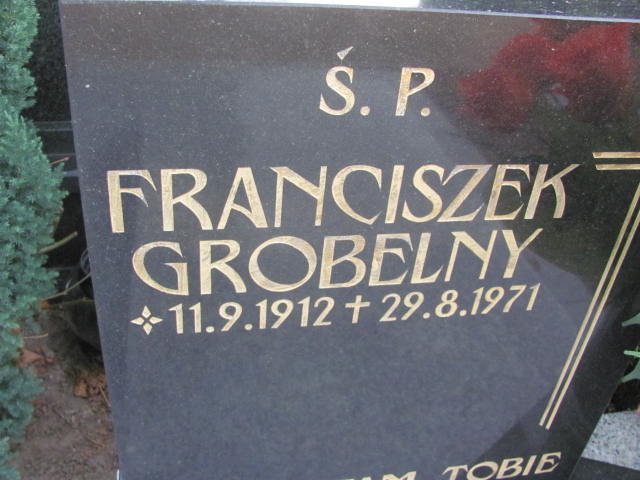 Ś. P.
FRANCISZEK
GROBELNY
11.9.1912 † 29.8.1971
TOBIE